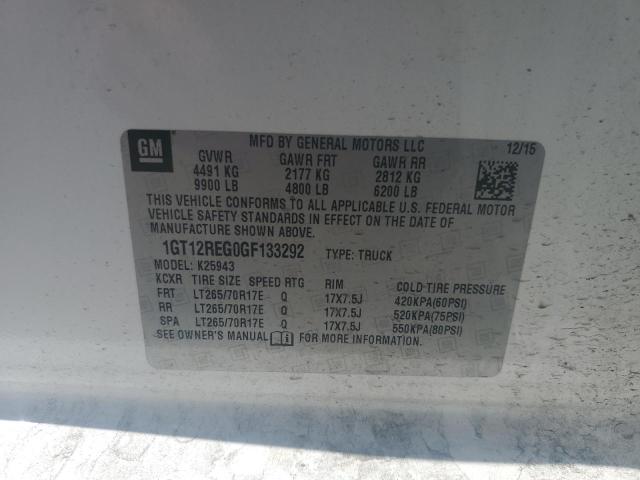 GM
MFD BY GENERAL MOTORS LLC
12/15
GVWR GAWR FRT GAWR RR
4491 KG 2177 KG 2812 KG
9900 LB 4800 LB 6200 LB
THIS VEHICLE CONFORMS TO ALL APPLICABLE U.S. FEDERAL MOTOR
VEHICLE SAFETY STANDARDS IN EFFECT ON THE DATE OF
MANUFACTURE SHOWN ABOVE.
1GT12REG0GF133292 TYPE: TRUCK
MODEL: K25943
KCXR TIRE SIZE SPEED RTG RIM COLD TIRE PRESSURE
FRT LT265/70R17E Q 17X7.5J 420KPA(60PSI)
RR LT265/70R17E Q 17X7.5J 520KPA(75PSI)
SPA LT265/70R17E Q 17X7.5J 550KPA(80PSI)
SEE OWNER'S MANUAL FOR MORE INFORMATION.